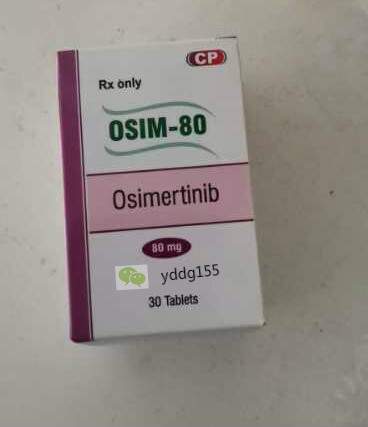 CP
Rx only
OSIM-80
Osimertinib
80 mg
yddg155
30 Tablets